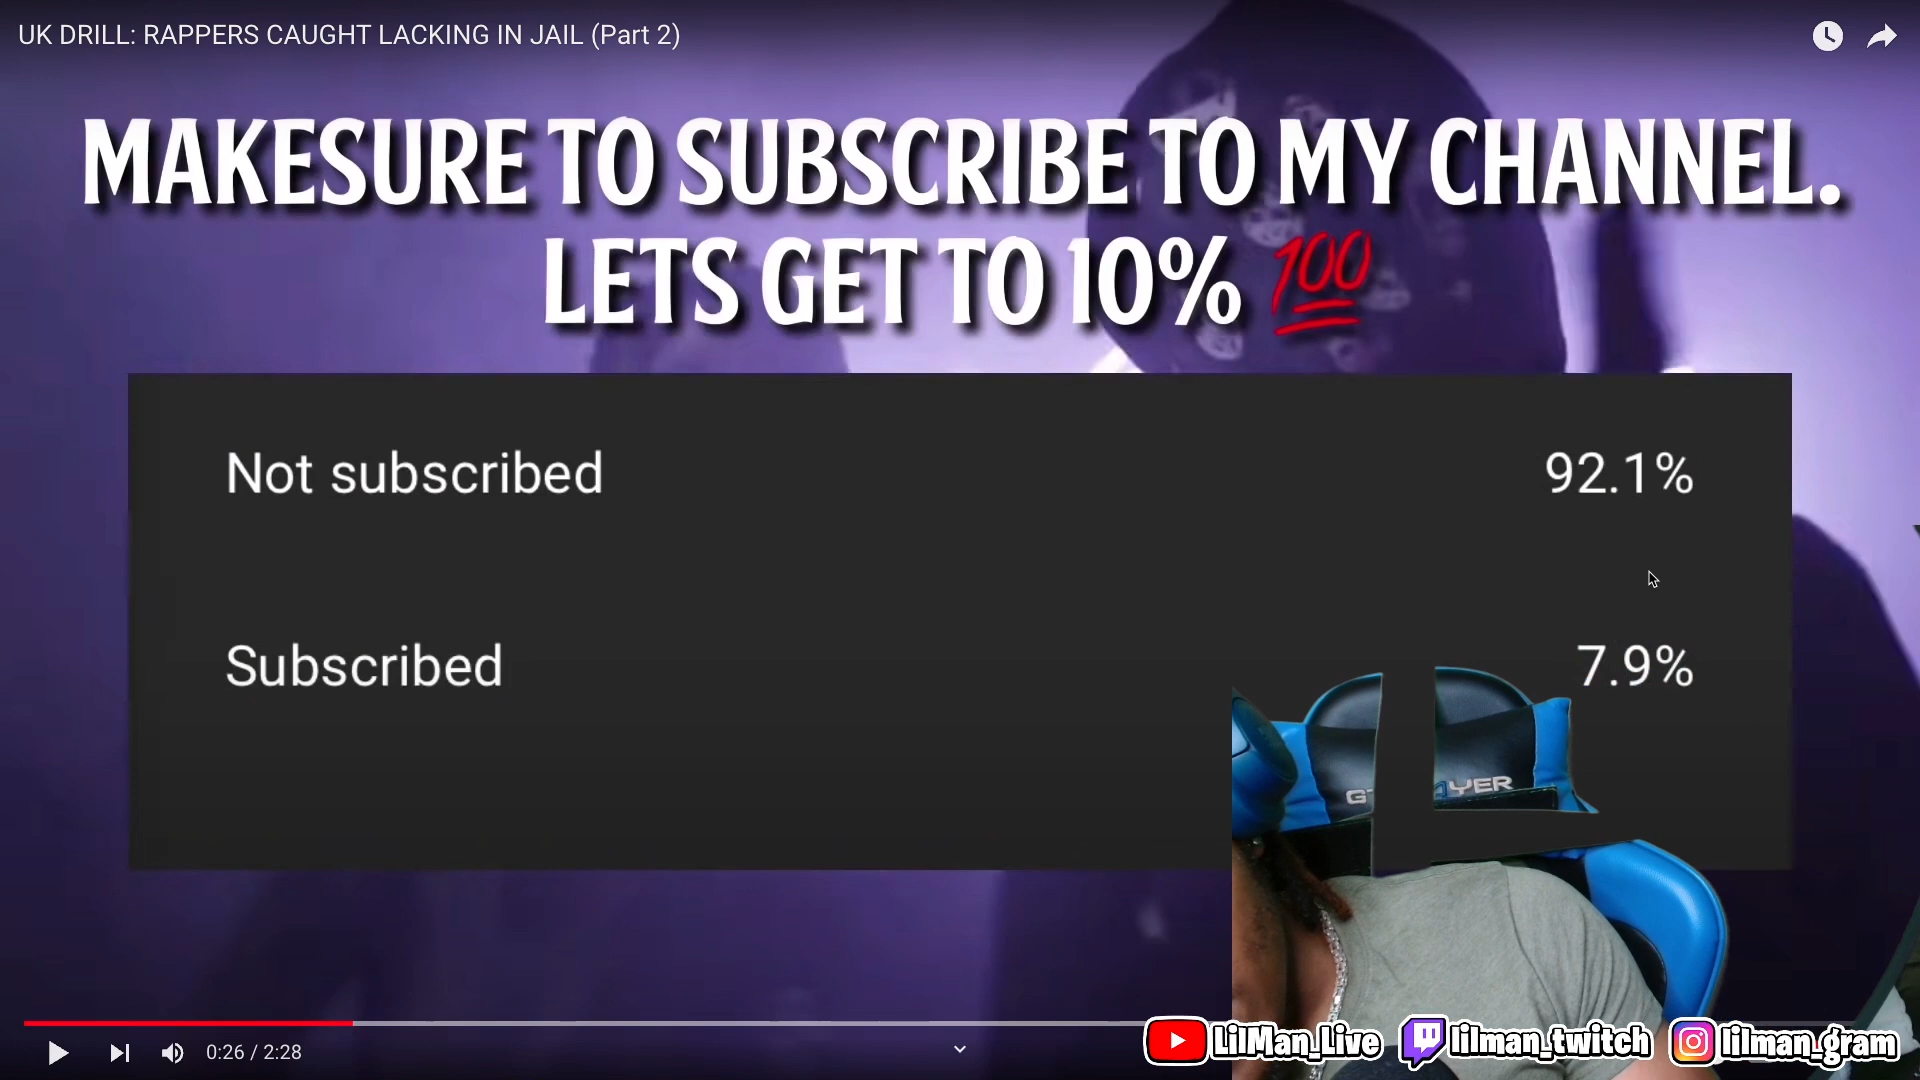 UK DRILL: RAPPERS CAUGHT LACKING IN JAIL (Part 2)
MAKESURE TO SUBSCRIBE TO MY CHANNEL.
LETS GET TO 10% 💯
Not subscribed 92.1%
Subscribed 7.9%
0:26 / 2:28
LilMan_Live lilman_twitch lilman_gram